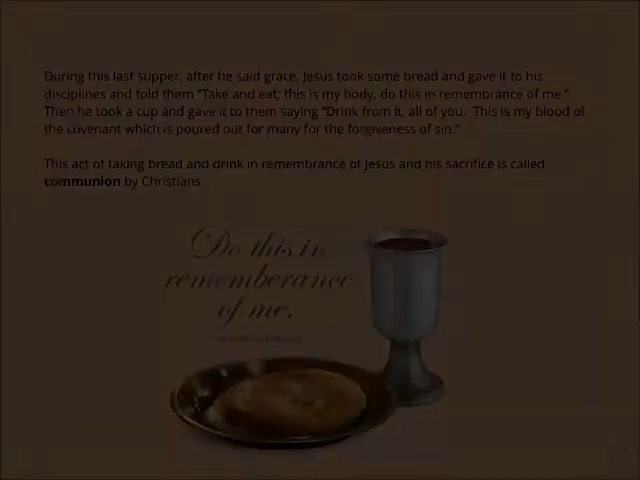 During this last supper, after he said grace, Jesus took some bread and gave it to his
disciplines and told them "Take and eat; this is my body, do this in remembrance of me "
Then he took a cup and gave it to them saying "Drink from it, all of you.  This is my blood of
the covenant which is poured out for many for the forgiveness of sin."
This act of taking bread and drink in remembrance of Jesus and his sacrifice is called
communion by Christians.
Do this in
rememberance
of me.